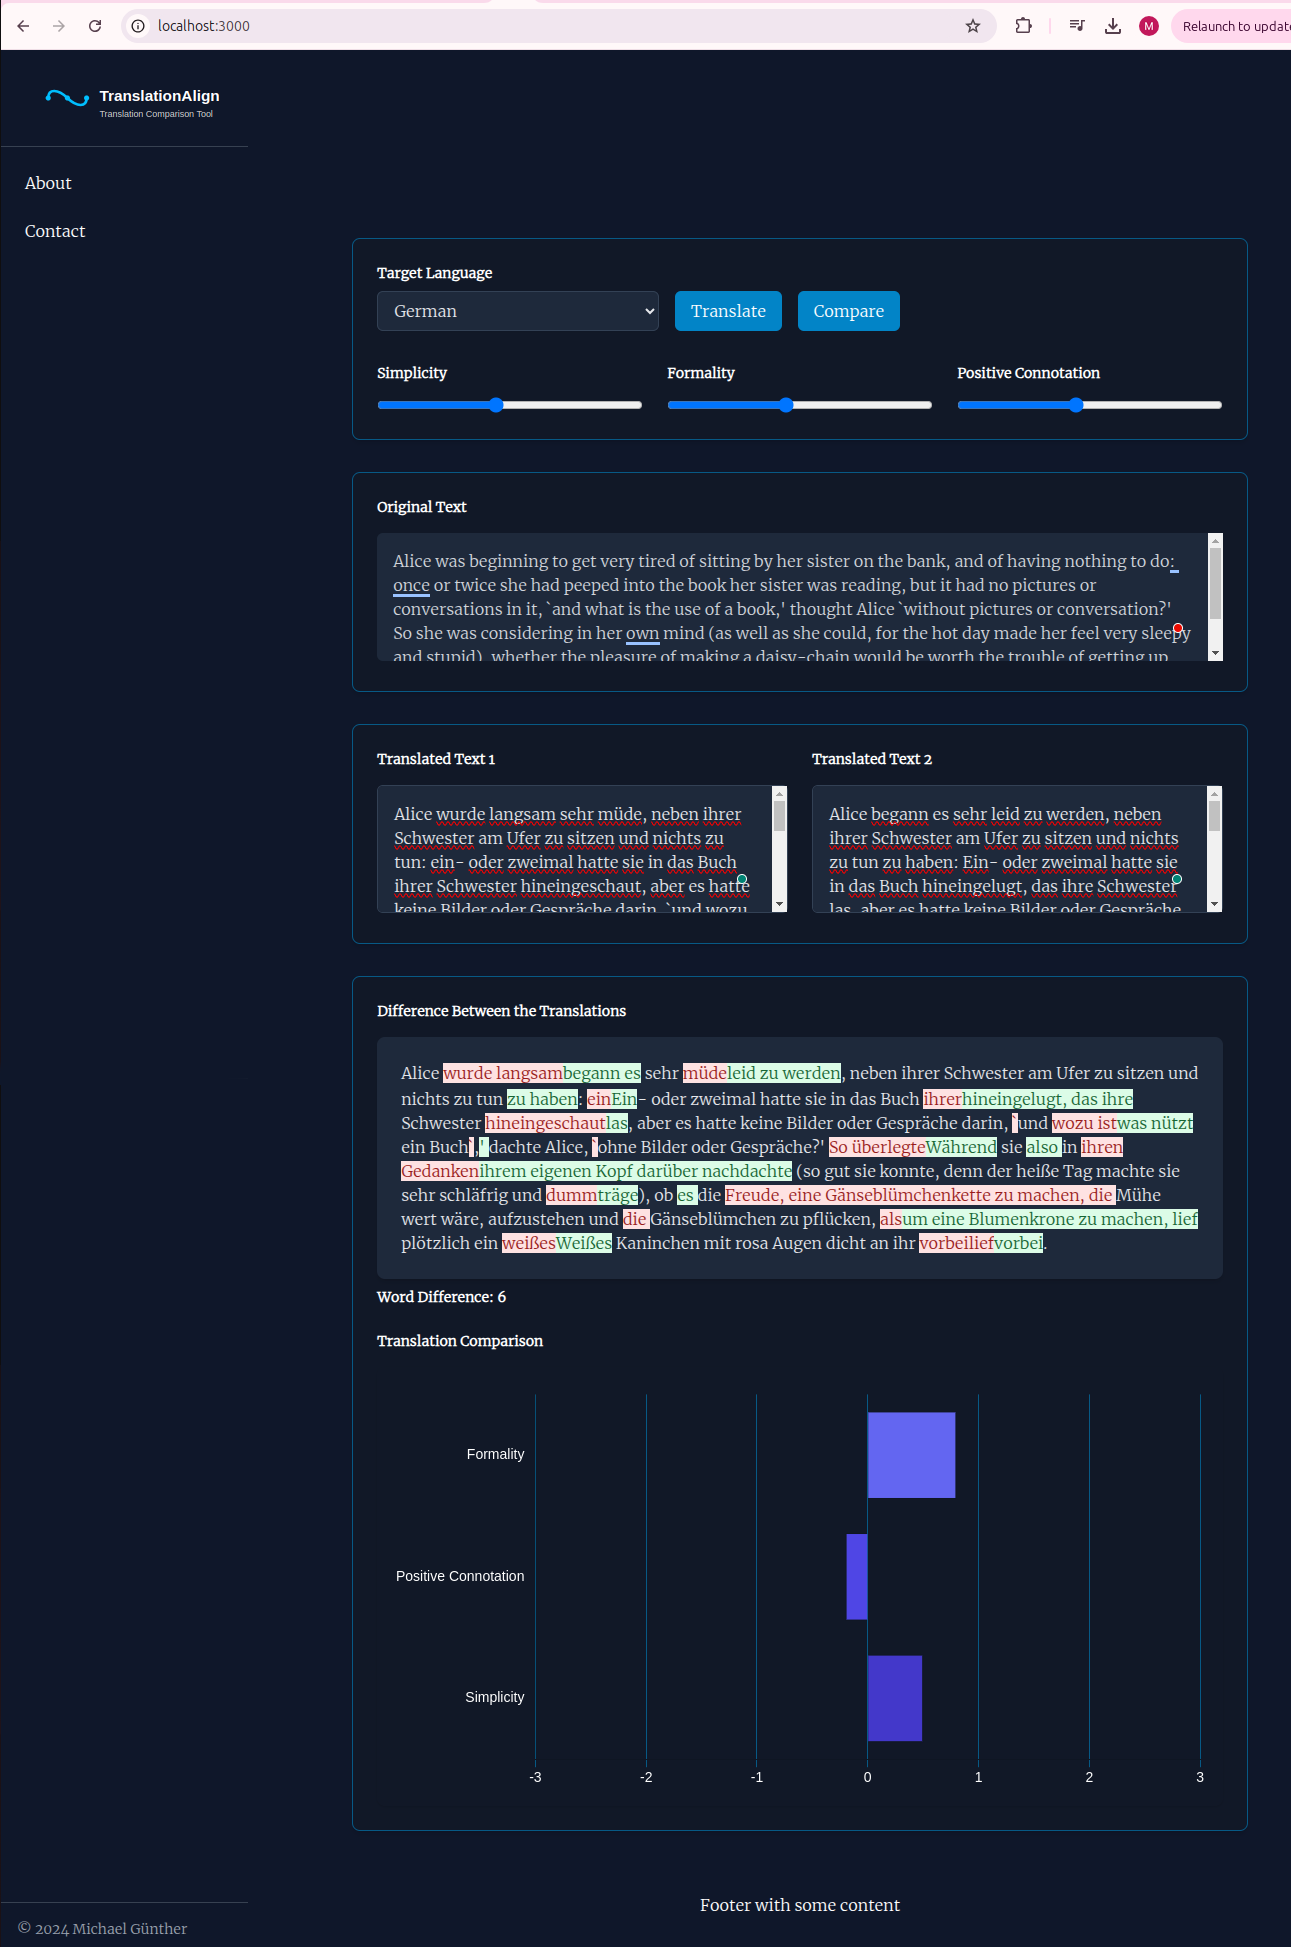 localhost:3000
M
Relaunch to update
TranslationAlign
Translation Comparison Tool
About
Contact
Target Language
German
Translate
Compare
Simplicity
Formality
Positive Connotation
Original Text
Alice was beginning to get very tired of sitting by her sister on the bank, and of having nothing to do:
once or twice she had peeped into the book her sister was reading, but it had no pictures or
conversations in it, `and what is the use of a book,' thought Alice `without pictures or conversation?'
So she was considering in her own mind (as well as she could, for the hot day made her feel very sleepy
and stupid), whether the pleasure of making a daisy-chain would be worth the trouble of getting up
Translated Text 1
Alice wurde langsam sehr müde, neben ihrer
Schwester am Ufer zu sitzen und nichts zu
tun: ein- oder zweimal hatte sie in das Buch
ihrer Schwester hineingeschaut, aber es hatte
keine Bilder oder Gespräche darin, `und wozu
Translated Text 2
Alice begann es sehr leid zu werden, neben
ihrer Schwester am Ufer zu sitzen und nichts
zu tun zu haben: Ein- oder zweimal hatte sie
in das Buch hineingelugt, das ihre Schwester
las, aber es hatte keine Bilder oder Gespräche
Difference Between the Translations
Alice wurde langsambegann es sehr müdeleid zu werden, neben ihrer Schwester am Ufer zu sitzen und
nichts zu tun zu haben: einEin- oder zweimal hatte sie in das Buch ihrerhineingelugt, das ihre
Schwester hineingeschautlas, aber es hatte keine Bilder oder Gespräche darin, `und wozu istwas nützt
ein Buch`,' dachte Alice, `ohne Bilder oder Gespräche?' So überlegteWährend sie also in ihren
Gedankenihrem eigenen Kopf darüber nachdachte (so gut sie konnte, denn der heiße Tag machte sie
sehr schläfrig und dummträge), ob es die Freude, eine Gänseblümchenkette zu machen, die Mühe
wert wäre, aufzustehen und die Gänseblümchen zu pflücken, alsum eine Blumenkrone zu machen, lief
plötzlich ein weißesWeißes Kaninchen mit rosa Augen dicht an ihr vorbeiliefvorbei.
Word Difference: 6
Translation Comparison
Formality
Positive Connotation
Simplicity
-3 -2 -1 0 1 2 3
Footer with some content
© 2024 Michael Günther